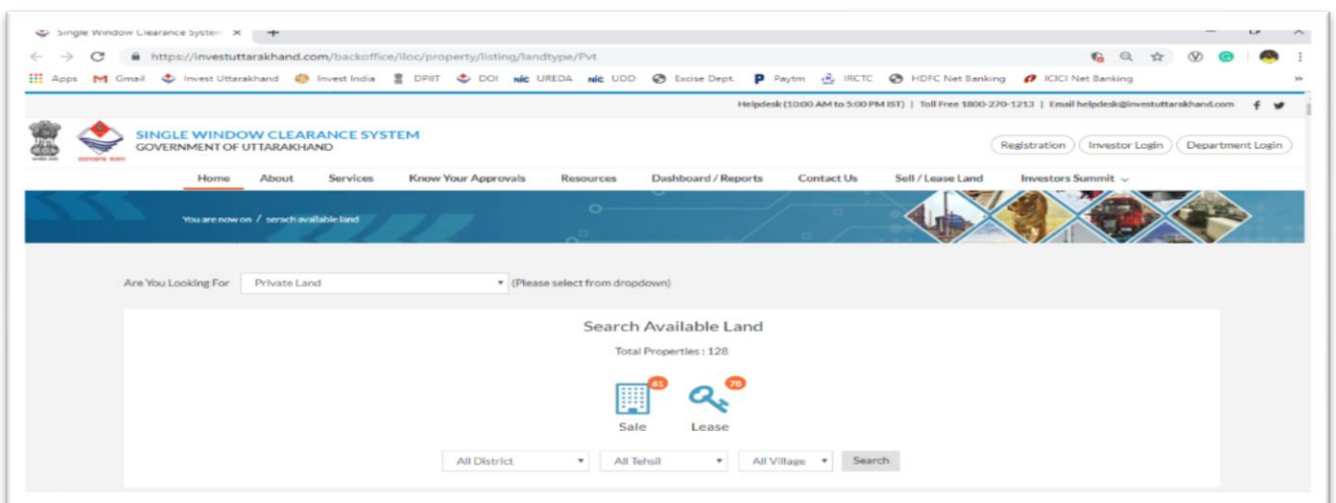 Single Window Clearance System
https://investuttarakhand.com/backoffice/iloc/property/listing/landtype/Pvt
Apps Gmail Invest Uttarakhand Invest India DPIIT DOI NIC UREDA NIC UDD Excise Dept. Paytm IRCTC HDFC Net Banking ICICI Net Banking
Helpdesk (10:00 AM to 5:00 PM IST) | Toll Free 1800-270-1213 | Email helpdesk@investuttarakhand.com
SINGLE WINDOW CLEARANCE SYSTEM
GOVERNMENT OF UTTARAKHAND
Registration Investor Login Department Login
Home About Services Know Your Approvals Resources Dashboard / Reports Contact Us Sell / Lease Land Investors Summit
You are now on / serach available land
Are You Looking For Private Land (Please select from dropdown)
Search Available Land
Total Properties : 128
61 78
Sale Lease
All District All Tehsil All Village Search